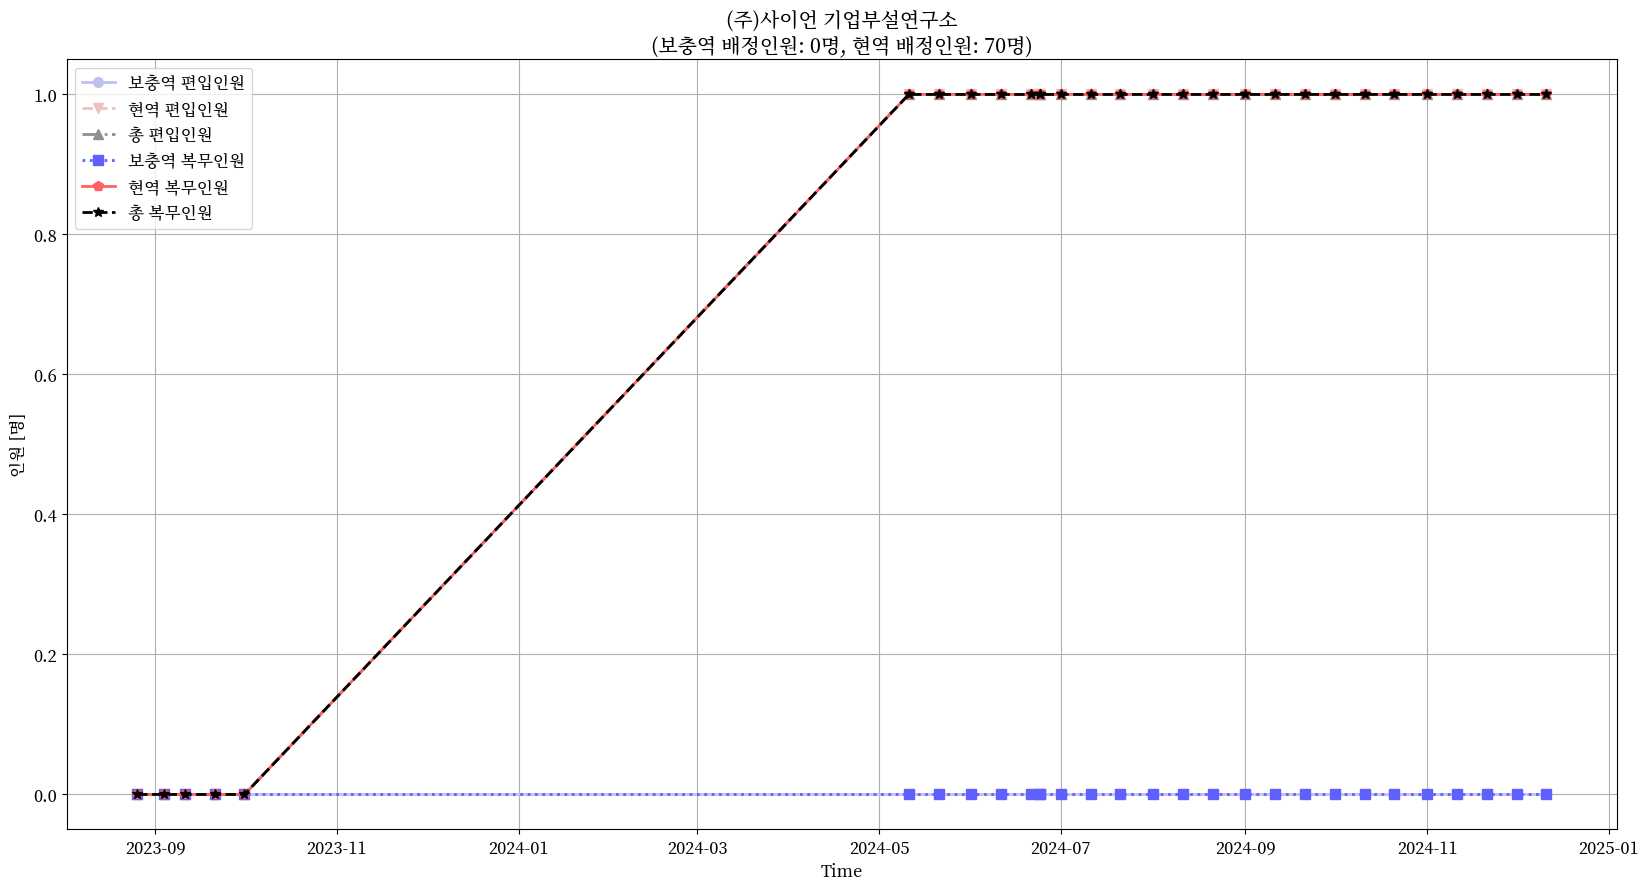 (주)사이언 기업부설연구소
(보충역 배정인원: 0명, 현역 배정인원: 70명)
보충역 편입인원
현역 편입인원
총 편입인원
보충역 복무인원
현역 복무인원
총 복무인원
1.0
0.8
0.6
0.4
0.2
0.0
인원 [명]
2023-09
2023-11
2024-01
2024-03
2024-05
2024-07
2024-09
2024-11
2025-01
Time